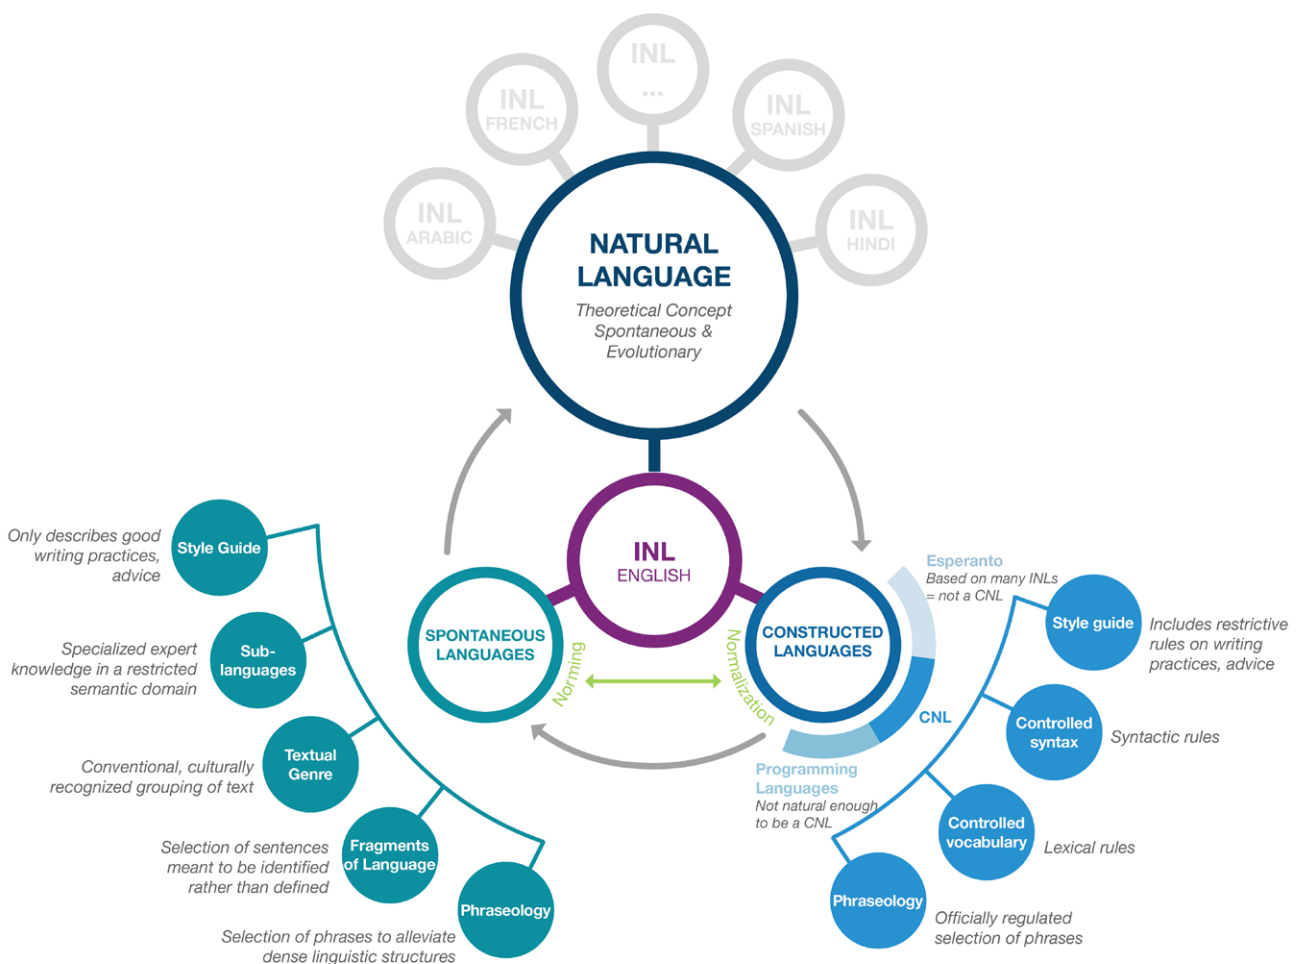 INL
...
INL
FRENCH
INL
SPANISH
INL
ARABIC
INL
HINDI
NATURAL
LANGUAGE
Theoretical Concept
Spontaneous &
Evolutionary
INL
ENGLISH
SPONTANEOUS
LANGUAGES
Norming
Normalization
CONSTRUCTED
LANGUAGES
Esperanto
Based on many INLs
= not a CNL
CNL
Programming
Languages
Not natural enough
to be a CNL
Style Guide
Only describes good
writing practices,
advice
Sub-
languages
Specialized expert
knowledge in a restricted
semantic domain
Textual
Genre
Conventional, culturally
recognized grouping of text
Fragments
of Language
Selection of sentences
meant to be identified
rather than defined
Phraseology
Selection of phrases to alleviate
dense linguistic structures
Style guide
Includes restrictive
rules on writing
practices, advice
Controlled
syntax
Syntactic rules
Controlled
vocabulary
Lexical rules
Phraseology
Officially regulated
selection of phrases